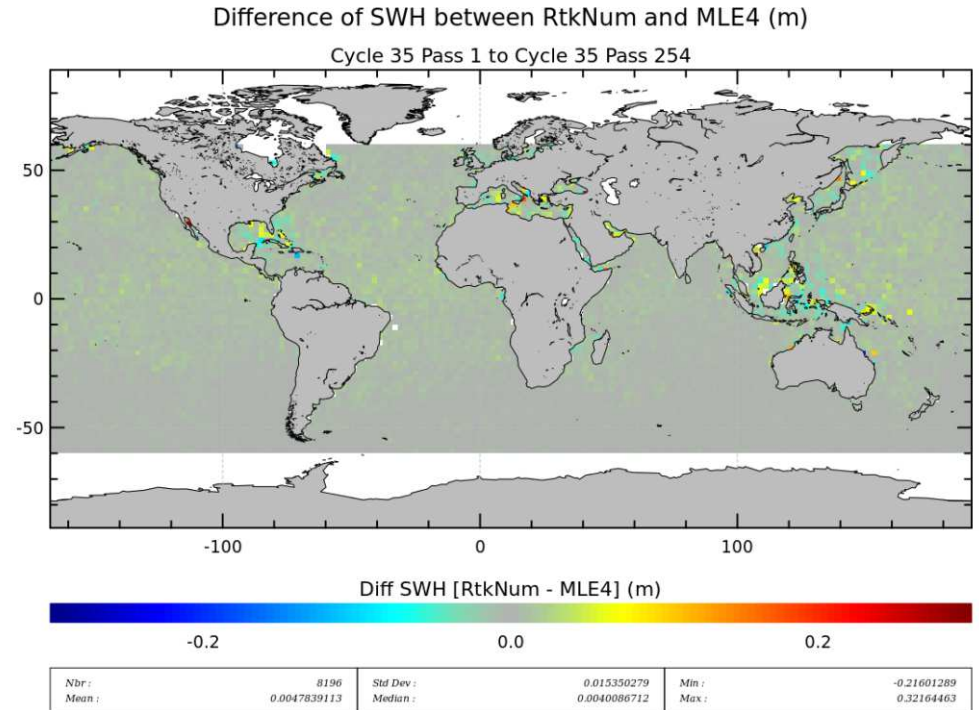 Difference of SWH between RtkNum and MLE4 (m)
Cycle 35 Pass 1 to Cycle 35 Pass 254
50
0
-50
-100 0 100
Diff SWH [RtkNum - MLE4] (m)
-0.2 0.0 0.2
Nbr : 8196 Std Dev : 0.015350279 Min : -0.21601289
Mean : 0.0047839113 Median : 0.0040086712 Max : 0.32164463